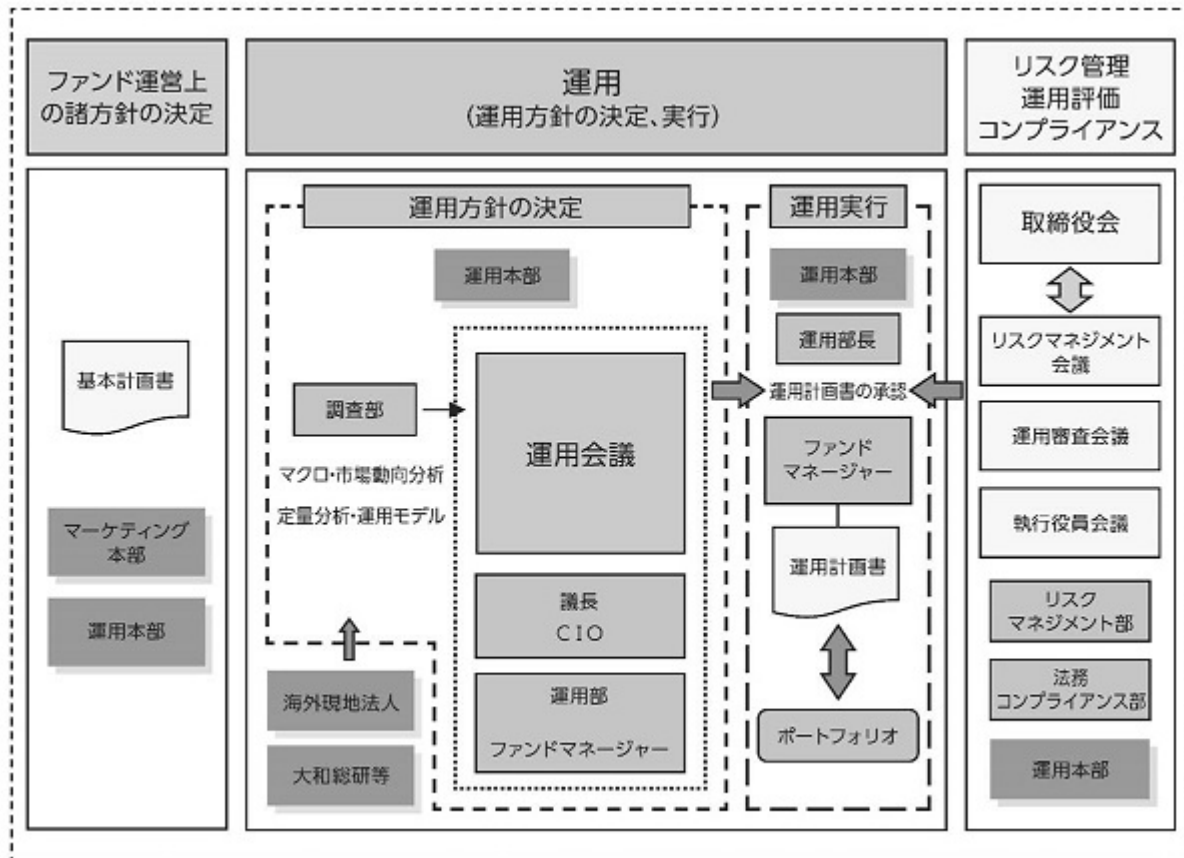 ファンド運営上
の諸方針の決定
運用
(運用方針の決定、実行)
リスク管理
運用評価
コンプライアンス
基本計画書
マーケティング
本部
運用本部
運用方針の決定
運用本部
調査部
マクロ・市場動向分析
定量分析・運用モデル
海外現地法人
大和総研等
運用会議
議長
CIO
運用部
ファンドマネージャー
運用実行
運用本部
運用部長
運用計画書の承認
ファンド
マネージャー
運用計画書
ポートフォリオ
取締役会
リスクマネジメント
会議
運用審査会議
執行役員会議
リスク
マネジメント部
法務
コンプライアンス部
運用本部